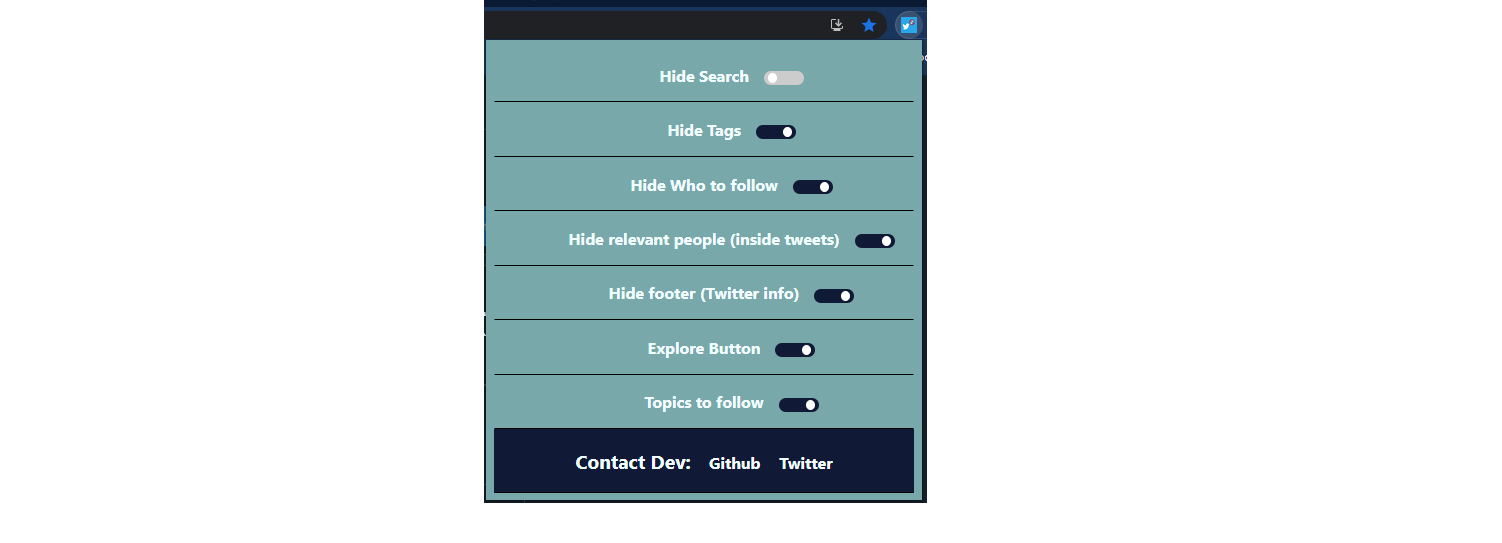 Hide Search
Hide Tags
Hide Who to follow
Hide relevant people (inside tweets)
Hide footer (Twitter info)
Explore Button
Topics to follow
Contact Dev: Github Twitter